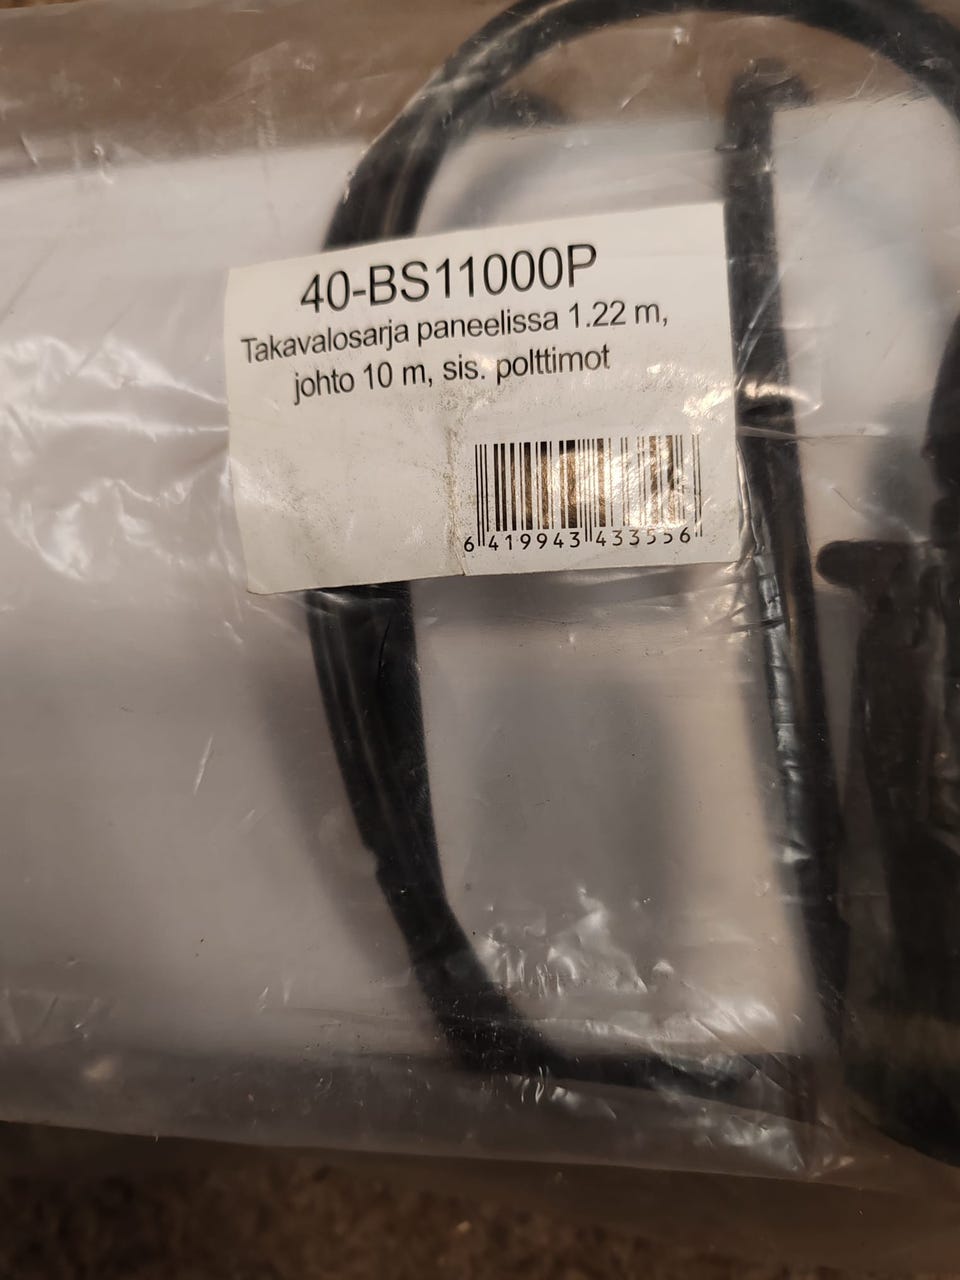 40-BS11000P
Takavalosarja paneelissa 1.22 m,
johto 10 m, sis. polttimot
6 419943 433556